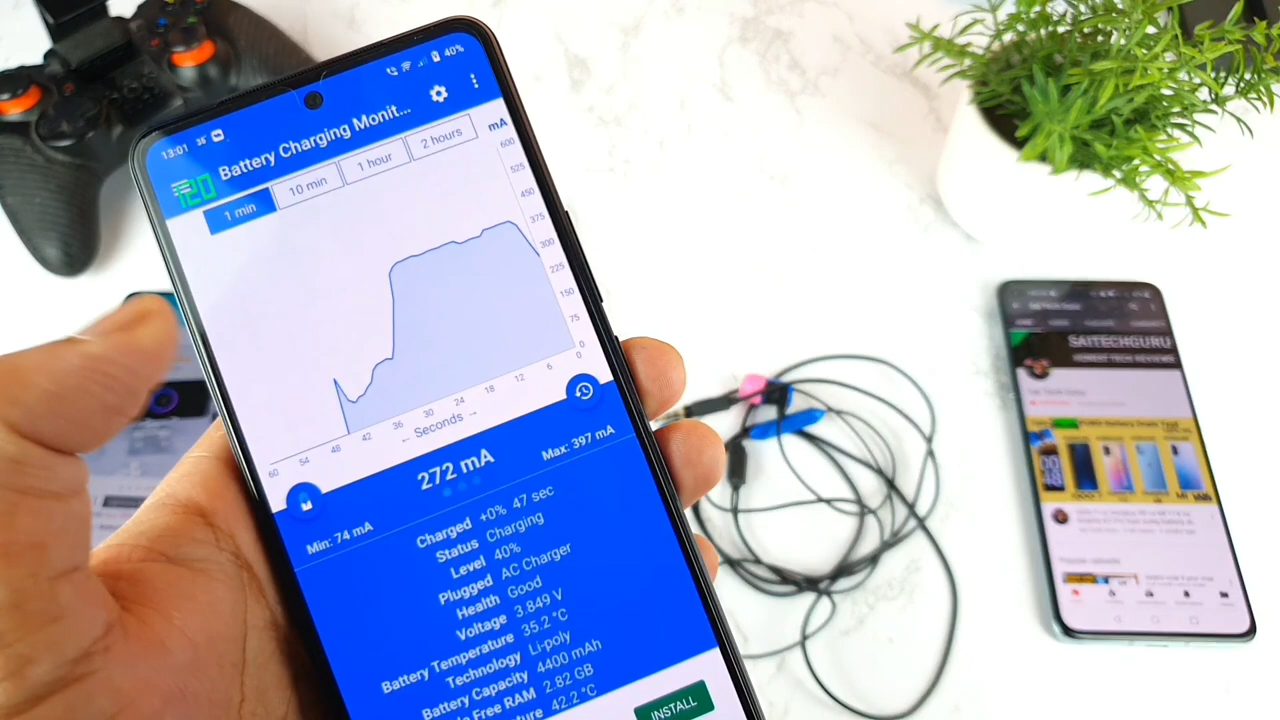 13:01 35°
40%
Battery Charging Monit...
1 min 10 min 1 hour 2 hours
mA
600
525
450
375
300
225
150
75
0
60 54 48 42 36 30 24 18 12 6 0
← Seconds →
272 mA
Min: 74 mA
Max: 397 mA
Charged +0% 47 sec
Status Charging
Level 40%
Plugged AC Charger
Health Good
Voltage 3.849 V
Battery Temperature 35.2 °C
Technology Li-poly
Battery Capacity 4400 mAh
Free RAM 2.82 GB
42.2 °C
INSTALL
SAITECHGURU